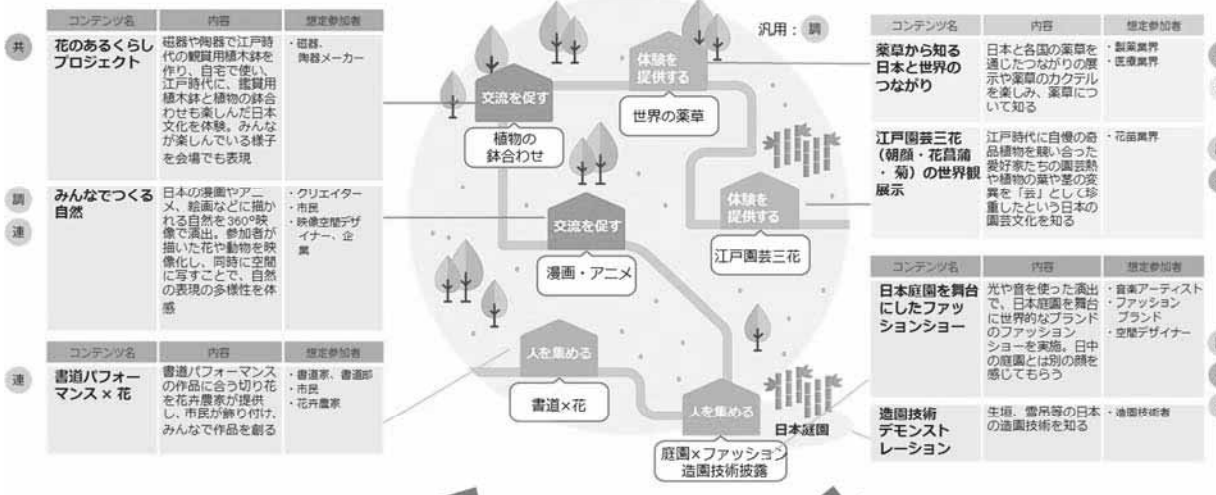 コンテンツ名 内容 想定参加者
共
花のあるくらし
プロジェクト
磁器や陶器で江戸時
代の観賞用植木鉢を
作り、自宅で使い、
江戸時代に、鑑賞用
植木鉢と植物の鉢合
わせも楽しんだ日本
文化を体験。みんな
が楽しんでいる様子
を会場でも表現
・磁器、
陶器メーカー
調
連
みんなでつくる
自然
日本の漫画やアニ
メ、絵画などに描か
れる自然を360°映
像で演出。参加者が
描いた花や動物を映
像化し、同時に空間
に写すことで、自然
の表現の多様性を体
感
・クリエイター
・市民
・映像空間デザ
イナー、企
業
コンテンツ名 内容 想定参加者
連
書道パフォー
マンス × 花
書道パフォーマンス
の作品に合う切り花
を花卉農家が提供
し、市民が飾り付け、
みんなで作品を創る
・書道家、書道部
・市民
・花卉農家
汎用：調
交流を促す
植物の
鉢合わせ
体験を
提供する
世界の薬草
交流を促す
漫画・アニメ
体験を
提供する
江戸園芸三花
人を集める
書道×花
人を集める
庭園×ファッション
造園技術披露
日本庭園
コンテンツ名 内容 想定参加者
薬草から知る
日本と世界の
つながり
日本と各国の薬草を
通じたつながりの展
示や薬草のカクテル
を楽しみ、薬草につ
いて知る
・製薬業界
・医療業界
江戸園芸三花
（朝顔・花菖蒲
・菊）の世界観
展示
江戸時代に自慢の奇
品植物を競い合った
愛好家たちの園芸熱
や植物の葉や茎の変
異を「芸」として珍
重したという日本の
園芸文化を知る
・花苗業界
コンテンツ名 内容 想定参加者
日本庭園を舞台
にしたファッ
ションショー
光や音を使った演出
で、日本庭園を舞台
に世界的なブランド
のファッション
ショーを実施。日中
の庭園とは別の顔を
感じてもらう
・音楽アーティスト
・ファッション
ブランド
・空間デザイナー
造園技術
デモンスト
レーション
生垣、雪吊等の日本
の造園技術を知る
・造園技術者